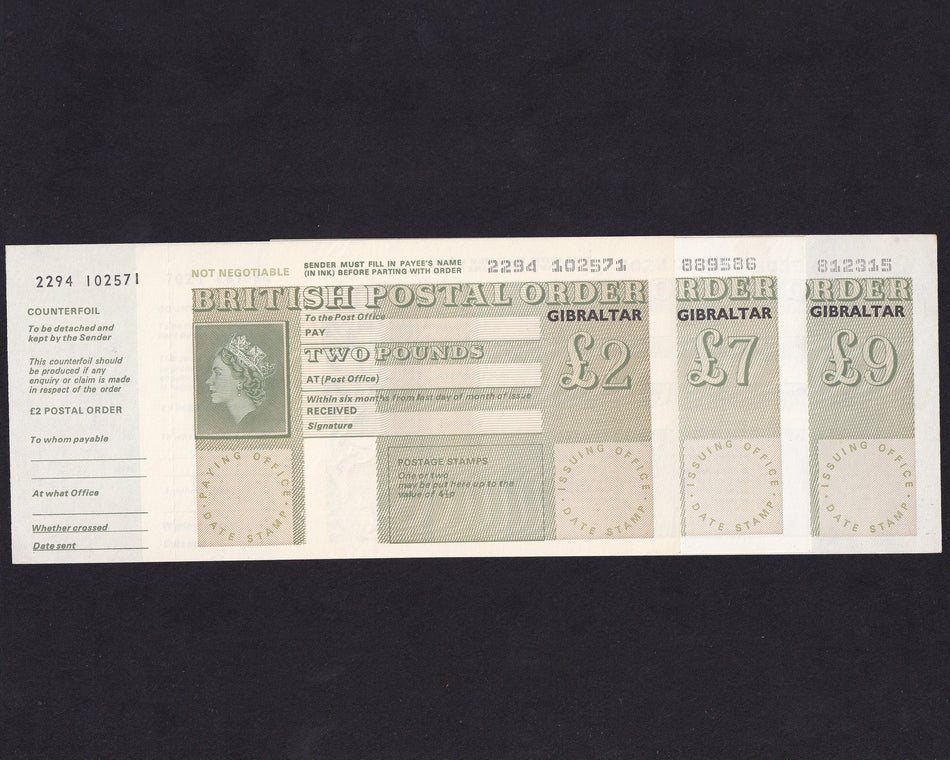 2294 102571
COUNTERFOIL
To be detached and
kept by the Sender
This counterfoil should
be produced if any
enquiry or claim is made
in respect of the order
£2 POSTAL ORDER
To whom payable
At what Office
Whether crossed
Date sent
NOT NEGOTIABLE
SENDER MUST FILL IN PAYEE'S NAME
(IN INK) BEFORE PARTING WITH ORDER
2294 102571
BRITISH POSTAL ORDER
To the Post Office
GIBRALTAR
PAY
TWO POUNDS
£2
AT (Post Office)
Within six months from last day of month of issue
RECEIVED
Signature
PAYING OFFICE
DATE STAMP
POSTAGE STAMPS
One or two
may be put here up to the
value of 4½p
ISSUING OFFICE
DATE STAMP
889586
RDER
GIBRALTAR
£7
ISSUING OFFICE
DATE STAMP
812315
ORDER
GIBRALTAR
£9
ISSUING OFFICE
DATE STAMP